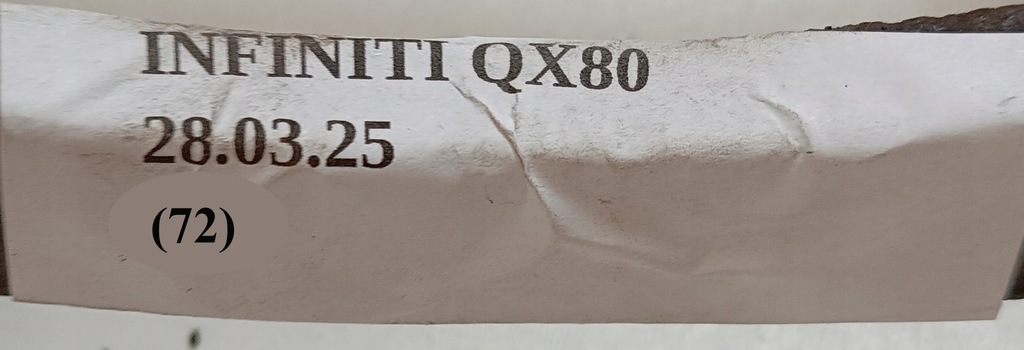 INFINITI QX80
28.03.25
(72)